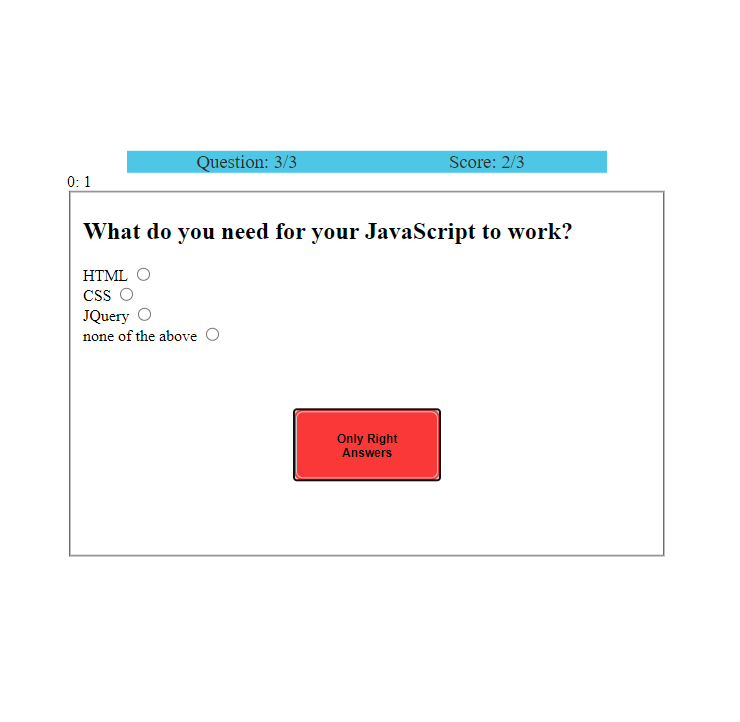 Question: 3/3 Score: 2/3
0: 1
What do you need for your JavaScript to work?
HTML
CSS
JQuery
none of the above
Only Right
Answers